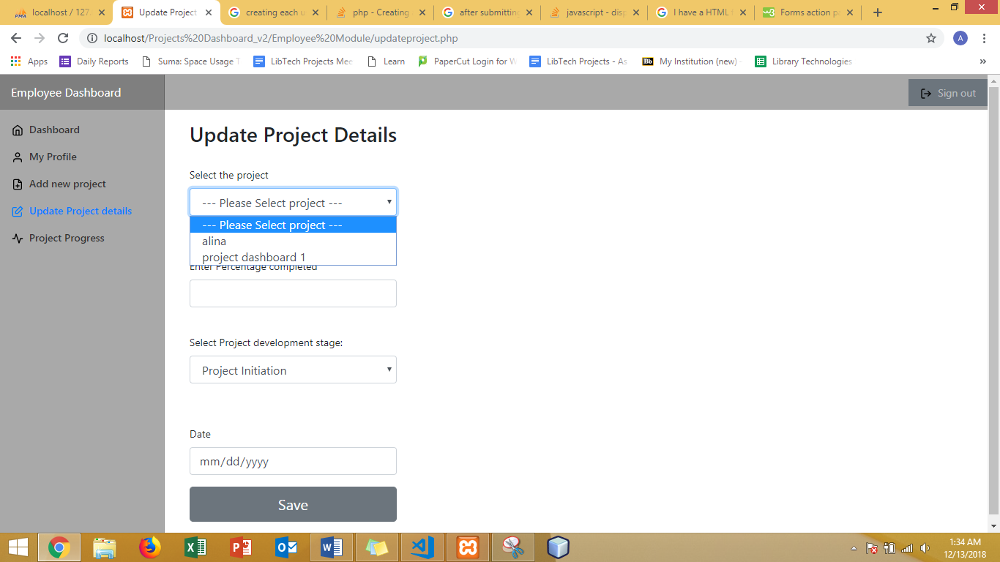 localhost / 127.
Update Project
creating each u
php - Creating
after submitting
javascript - disp
I have a HTML
Forms action pa
localhost/Projects%20Dashboard_v2/Employee%20Module/updateproject.php
A
Apps
Daily Reports
Suma: Space Usage T
LibTech Projects Mee
Learn
PaperCut Login for W
LibTech Projects - As
Bb
My Institution (new) -
Library Technologies
»
Employee Dashboard
Sign out
Dashboard
My Profile
Add new project
Update Project details
Project Progress
Update Project Details
Select the project
--- Please Select project ---
--- Please Select project ---
alina
project dashboard 1
Enter Percentage completed
Select Project development stage:
Project Initiation
Date
mm/dd/yyyy
Save
1:34 AM
12/13/2018